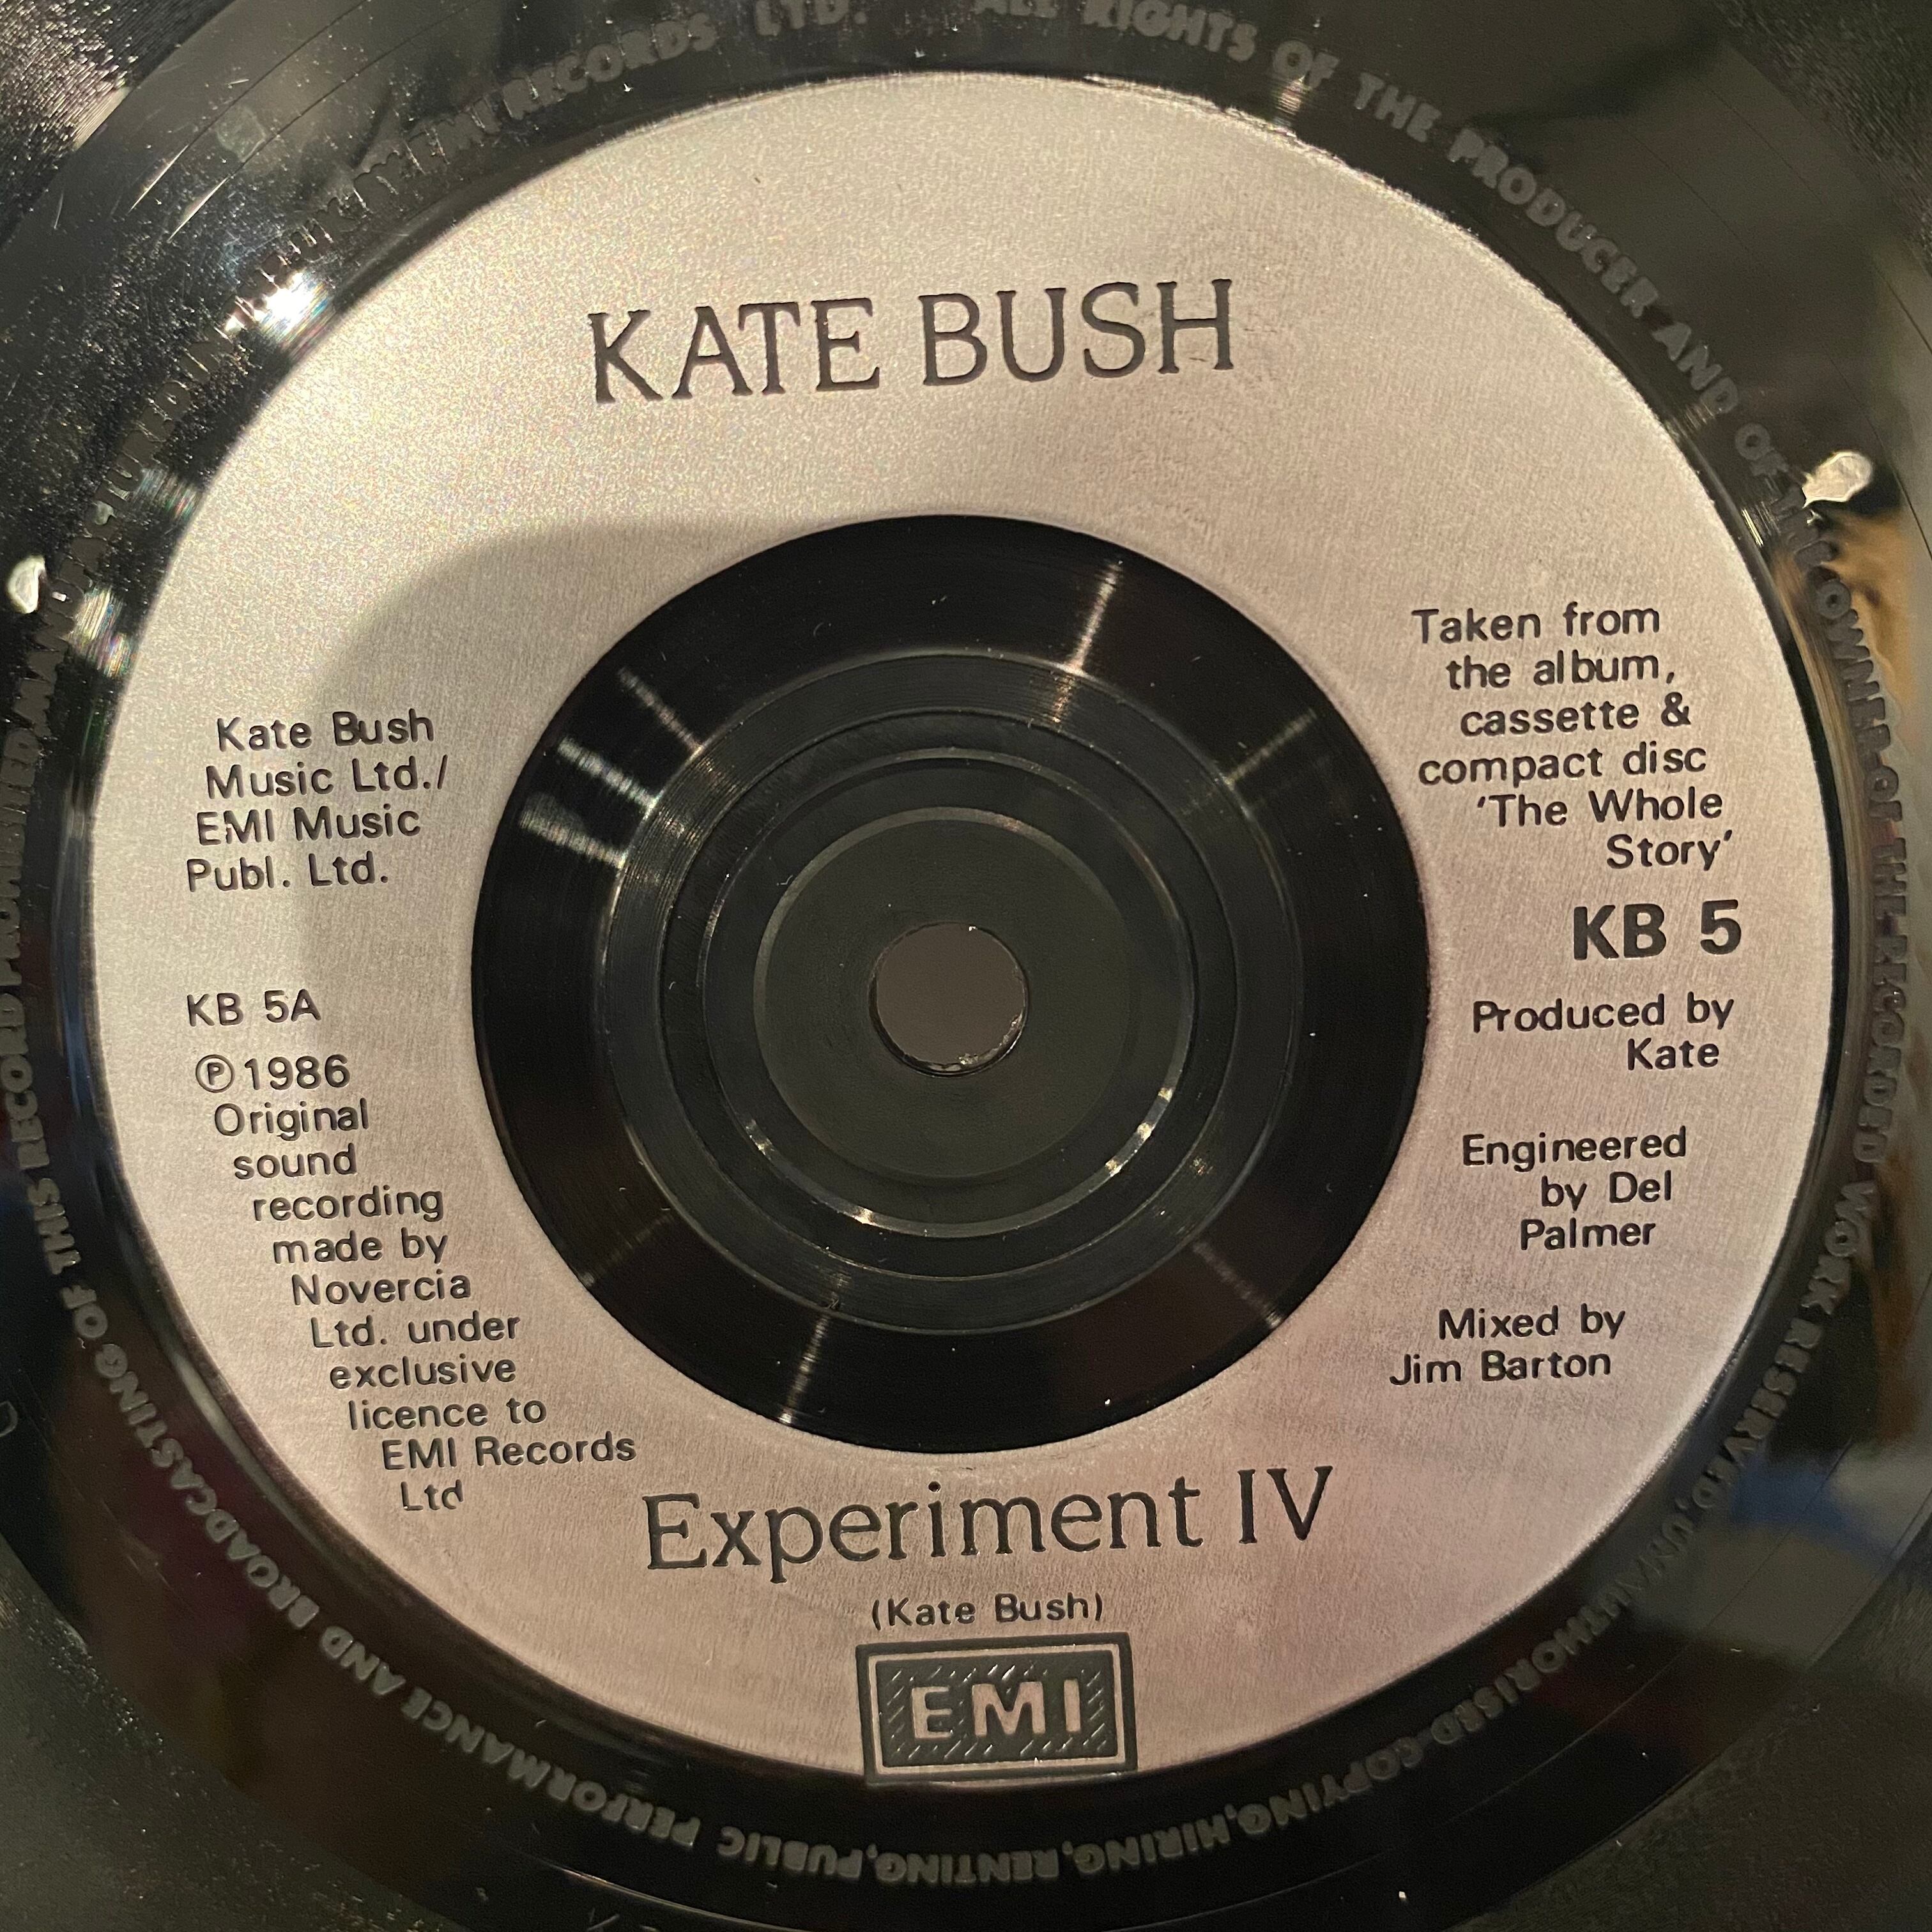 KATE BUSH
Kate Bush
Music Ltd./
EMI Music
Publ. Ltd.
KB 5A
℗1986
Original
sound
recording
made by
Novercia
Ltd. under
exclusive
licence to
EMI Records
Ltd
Taken from
the album,
cassette &
compact disc
'The Whole
Story'
KB 5
Produced by
Kate
Engineered
by Del
Palmer
Mixed by
Jim Barton
Experiment IV
(Kate Bush)
EMI
BY EMI RECORDS LTD. ALL RIGHTS OF THE PRODUCER AND OF THE OWNER OF THE RECORDED WORK RESERVED, UNAUTHORISED COPYING, HIRING, RENTING, PUBLIC PERFORMANCE AND BROADCASTING OF THIS RECORD PROHIBITED